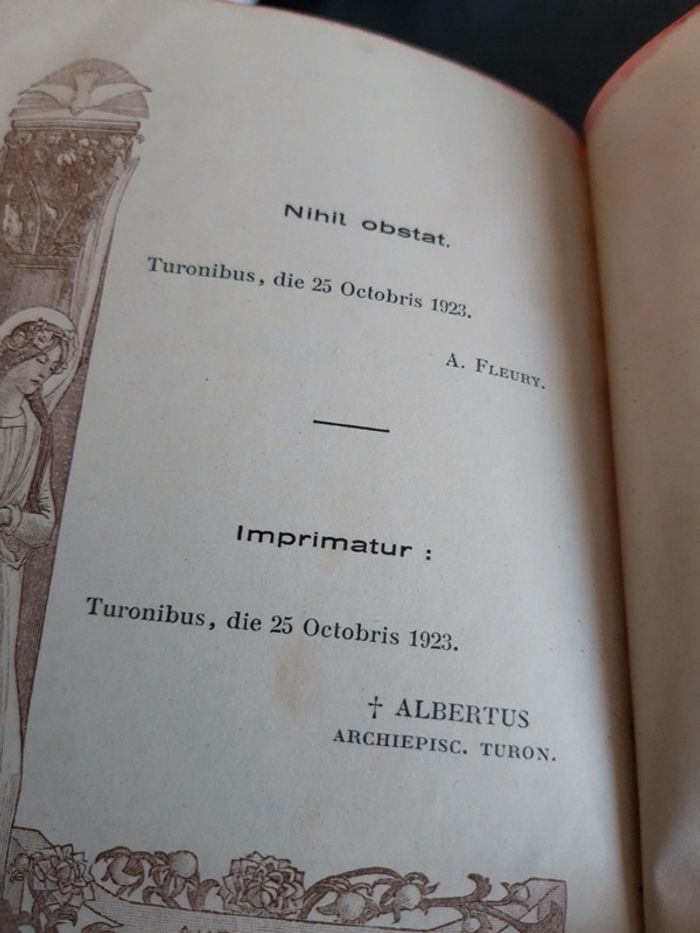 Nihil obstat.
Turonibus, die 25 Octobris 1923.
A. FLEURY.
Imprimatur :
Turonibus, die 25 Octobris 1923.
† ALBERTUS
ARCHIEPISC. TURON.